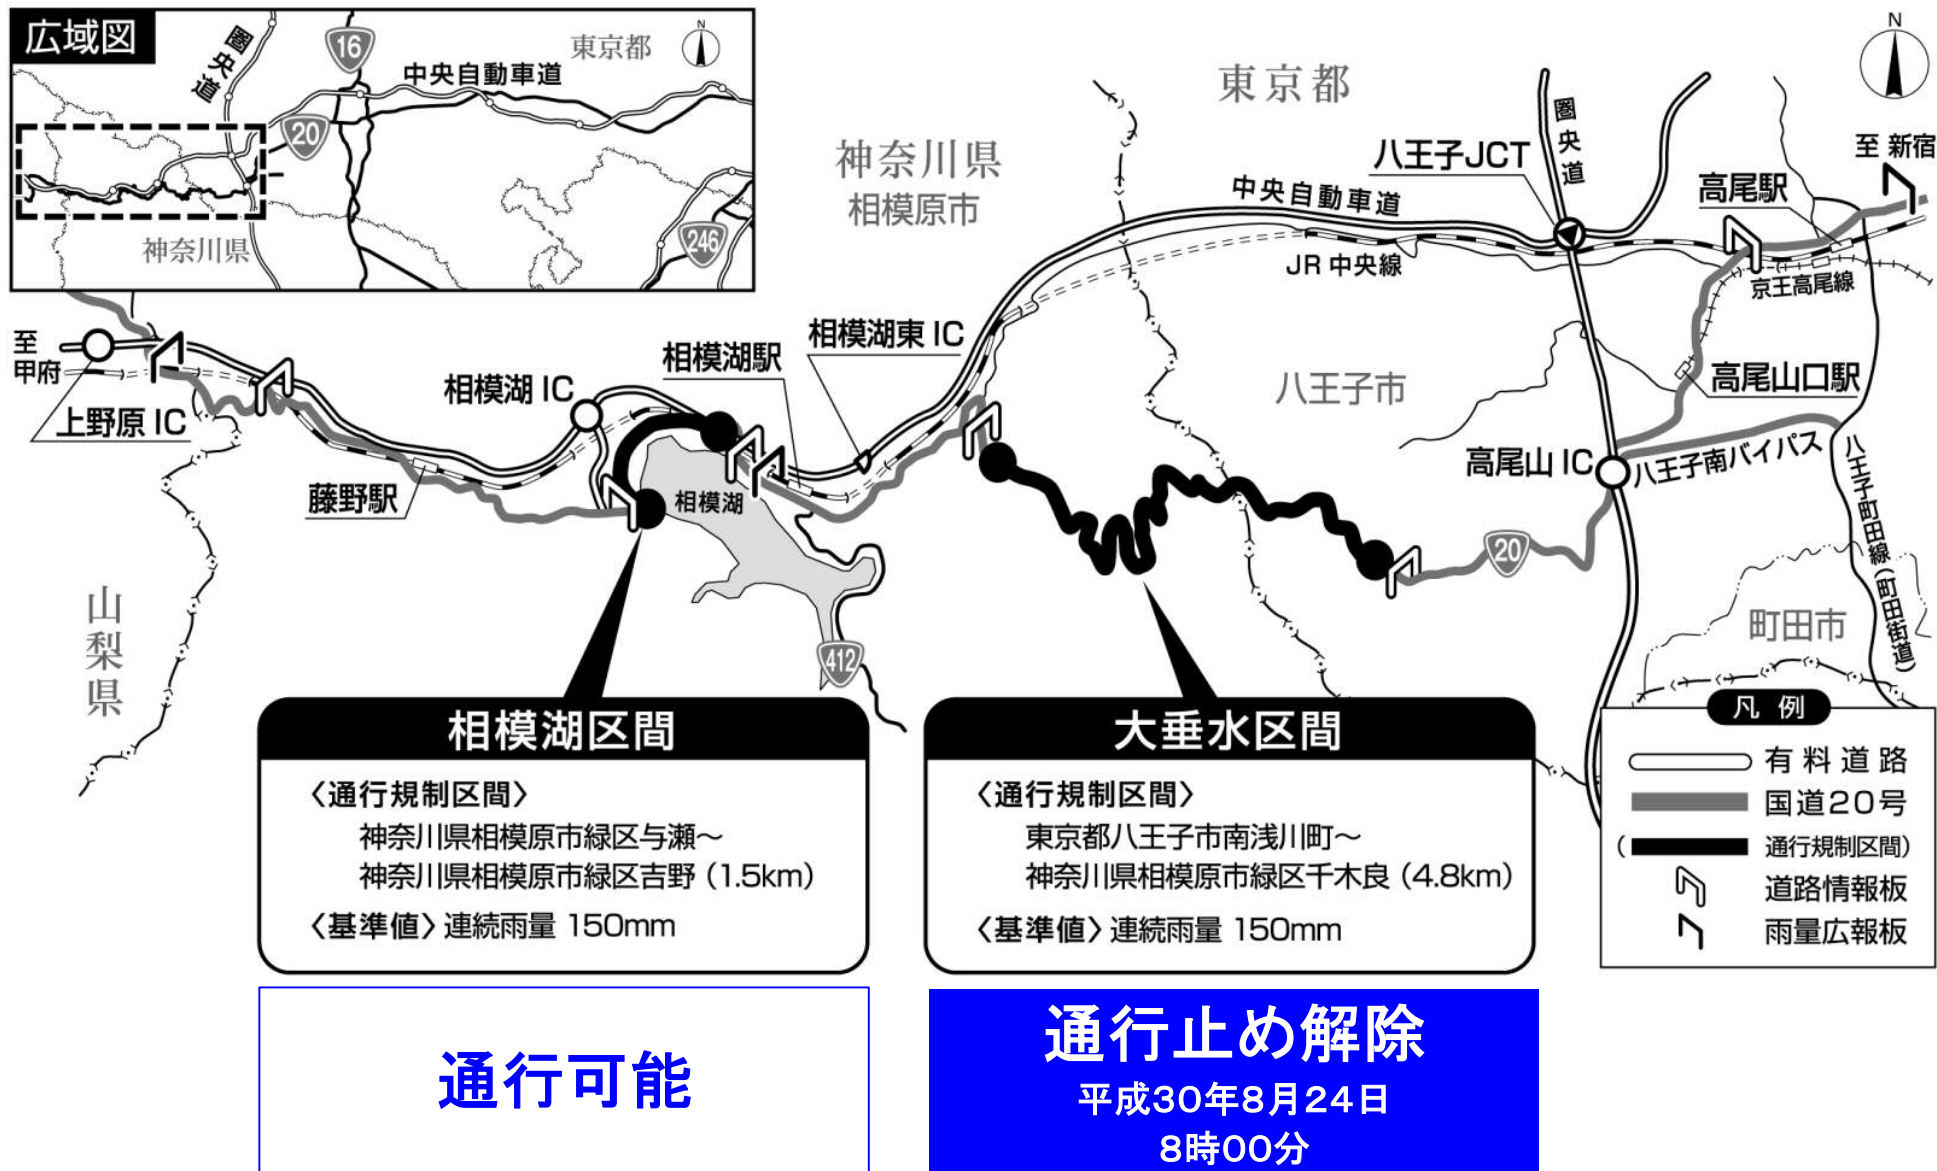 広域図
圏央道
16
東京都
N
中央自動車道
20
神奈川県
246
N
東京都
神奈川県
相模原市
圏央道
八王子JCT
至 新宿
高尾駅
中央自動車道
JR 中央線
京王高尾線
至
甲府
上野原 IC
相模湖東 IC
相模湖駅
相模湖 IC
八王子市
高尾山口駅
高尾山 IC
八王子南バイパス
八王子町田線(町田街道)
藤野駅
相模湖
20
412
山梨県
町田市
相模湖区間
〈通行規制区間〉
神奈川県相模原市緑区与瀬～
神奈川県相模原市緑区吉野 (1.5km)
〈基準値〉連続雨量 150mm
大垂水区間
〈通行規制区間〉
東京都八王子市南浅川町～
神奈川県相模原市緑区千木良 (4.8km)
〈基準値〉連続雨量 150mm
凡 例
有料道路
国道20号
( 通行規制区間)
道路情報板
雨量広報板
通行可能
通行止め解除
平成30年8月24日
8時00分